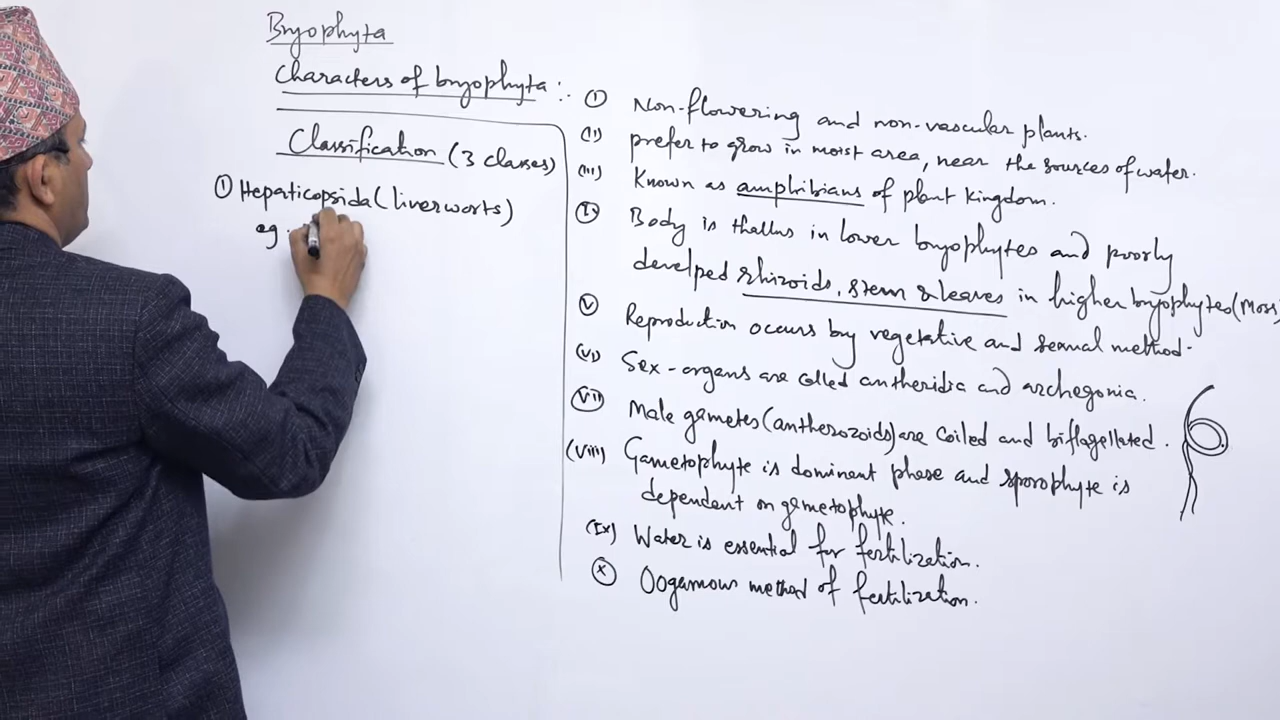 Bryophyta
Characters of bryophyta :.
Classification (3 classes)
① Hepaticopsida (liverworts)
eg.
(I) Non-flowering and non-vascular plants.
(II) prefer to grow in moist area, near the sources of water.
(III) Known as amphibians of plant kingdom.
(IV) Body is thallus in lower bryophytes and poorly
develped rhizoids, stem & leaves in higher bryophytes (Moss)
(V) Reproduction occurs by vegetative and sexual method.
(VI) Sex-organs are called antheridia and archegonia.
(VII) Male gametes (antherozoids) are coiled and biflagellated.
(VIII) Gametophyte is dominant phase and sporophyte is
dependent on gametophyte.
(IX) Water is essential for fertilization.
(X) Oogamous method of fertilization.